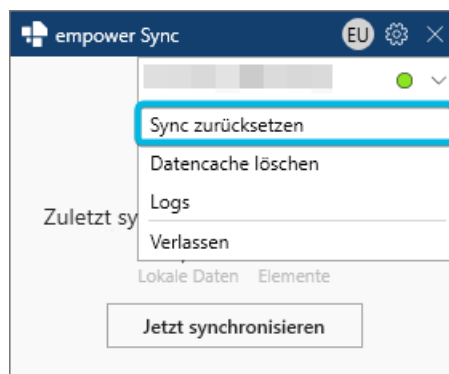 empower Sync EU
Sync zurücksetzen
Datencache löschen
Logs
Zuletzt sy
Verlassen
Lokale Daten Elemente
Jetzt synchronisieren